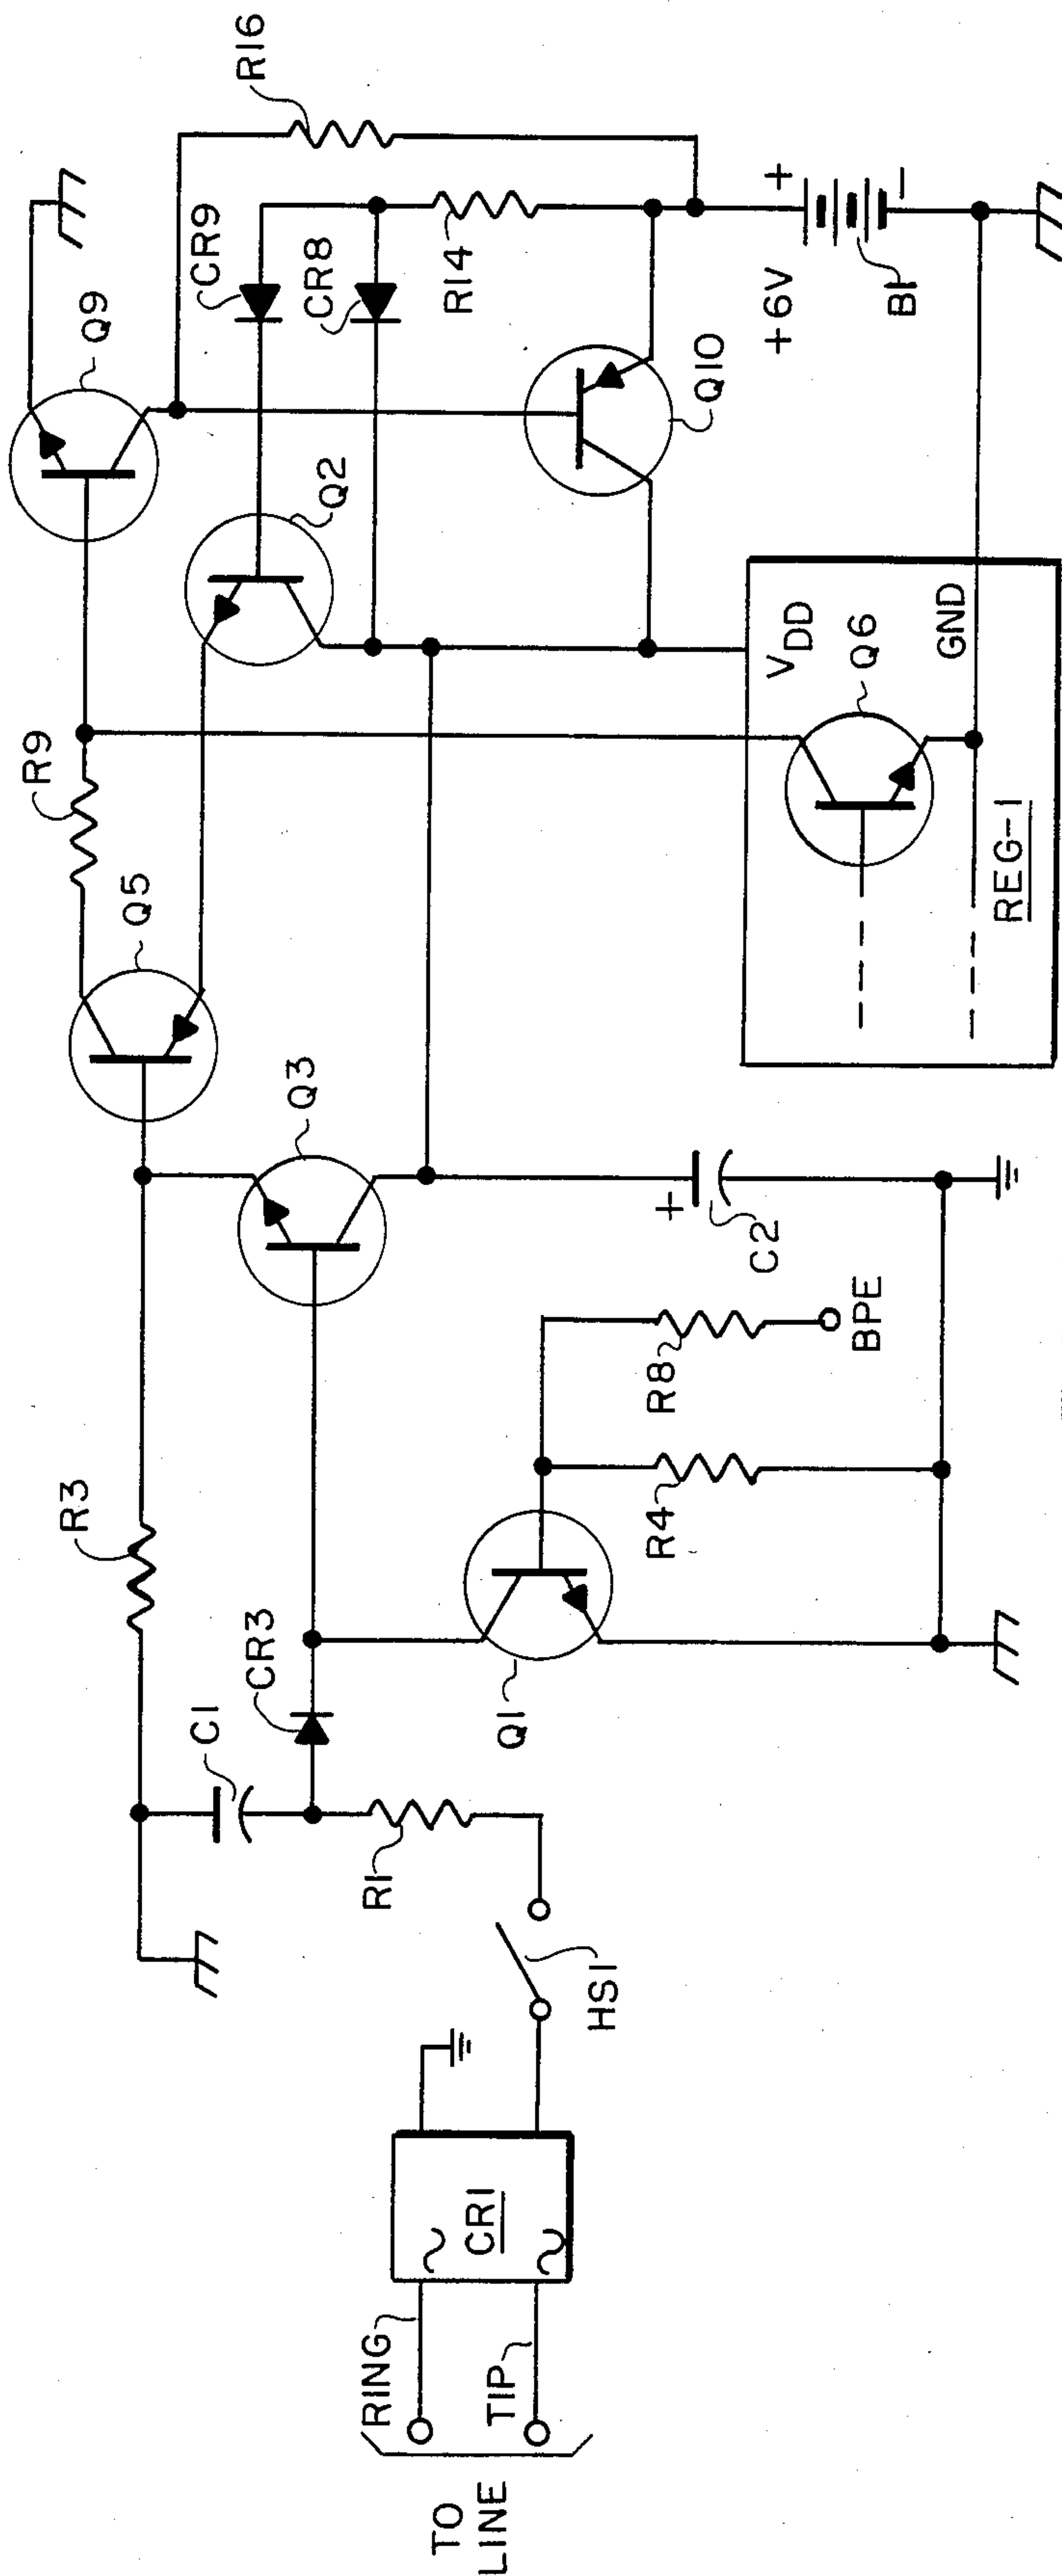 TO
LINE
RING
TIP
CR1
HS1
R1
C1
CR3
R3
Q1
R4
R8
BPE
Q3
C2
+
Q5
R9
Q2
Q9
CR9
CR8
R16
R14
Q10
+6V
+
−
B1
VDD
Q6
GND
REG-1